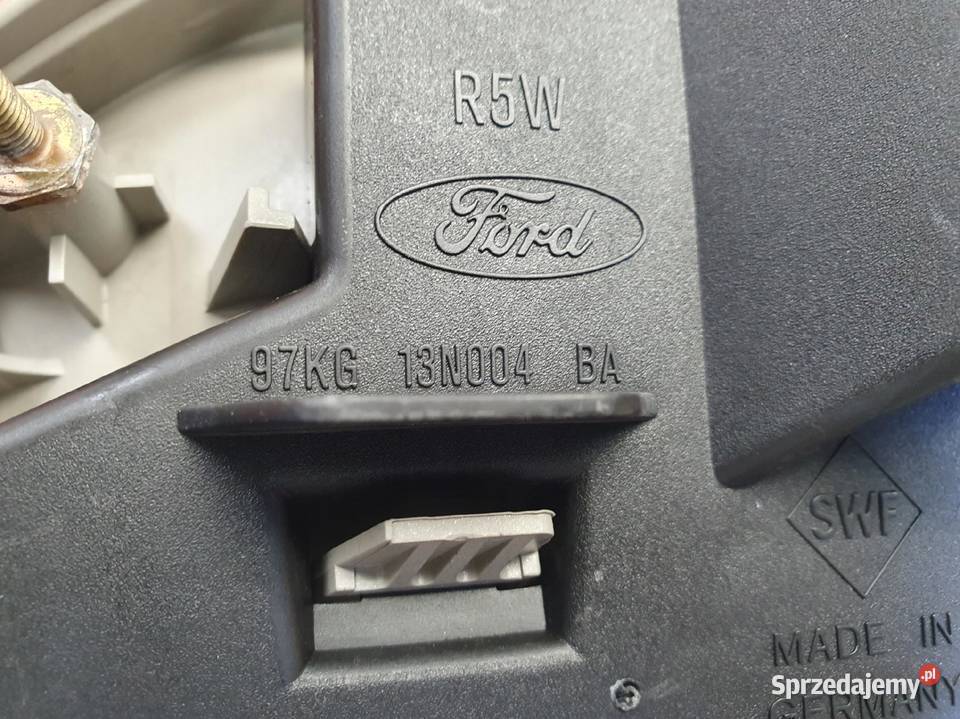 R5W
Ford
97KG 13N004 BA
SWF
MADE IN
GERMANY
Sprzedajemy.pl